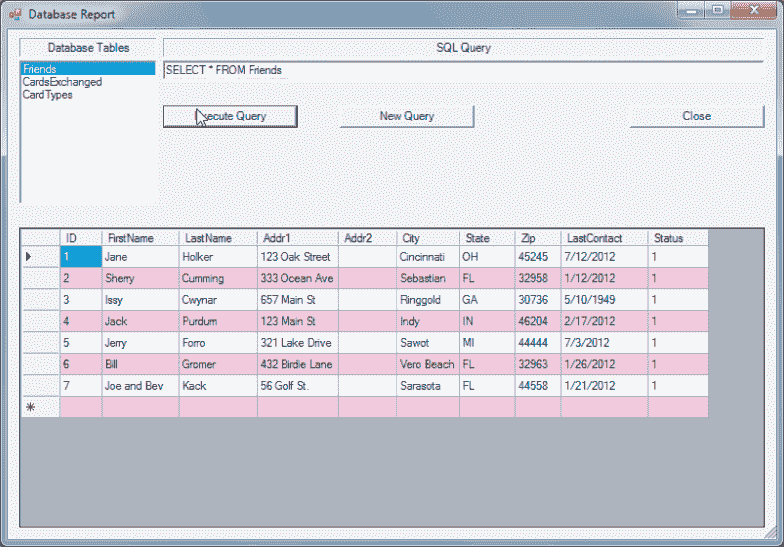 Database Report
Database Tables SQL Query
Friends SELECT * FROM Friends
CardsExchanged
CardTypes
ecute Query New Query Close
ID FirstName LastName Addr1 Addr2 City State Zip LastContact Status
1 Jane Holker 123 Oak Street Cincinnati OH 45245 7/12/2012 1
2 Sherry Cumming 333 Ocean Ave Sebastian FL 32958 1/12/2012 1
3 Issy Cwynar 657 Main St Ringgold GA 30736 5/10/1949 1
4 Jack Purdum 123 Main St Indy IN 46204 2/17/2012 1
5 Jerry Forro 321 Lake Drive Sawot MI 44444 7/3/2012 1
6 Bill Gromer 432 Birdie Lane Vero Beach FL 32963 1/26/2012 1
7 Joe and Bev Kack 56 Golf St. Sarasota FL 44558 1/21/2012 1